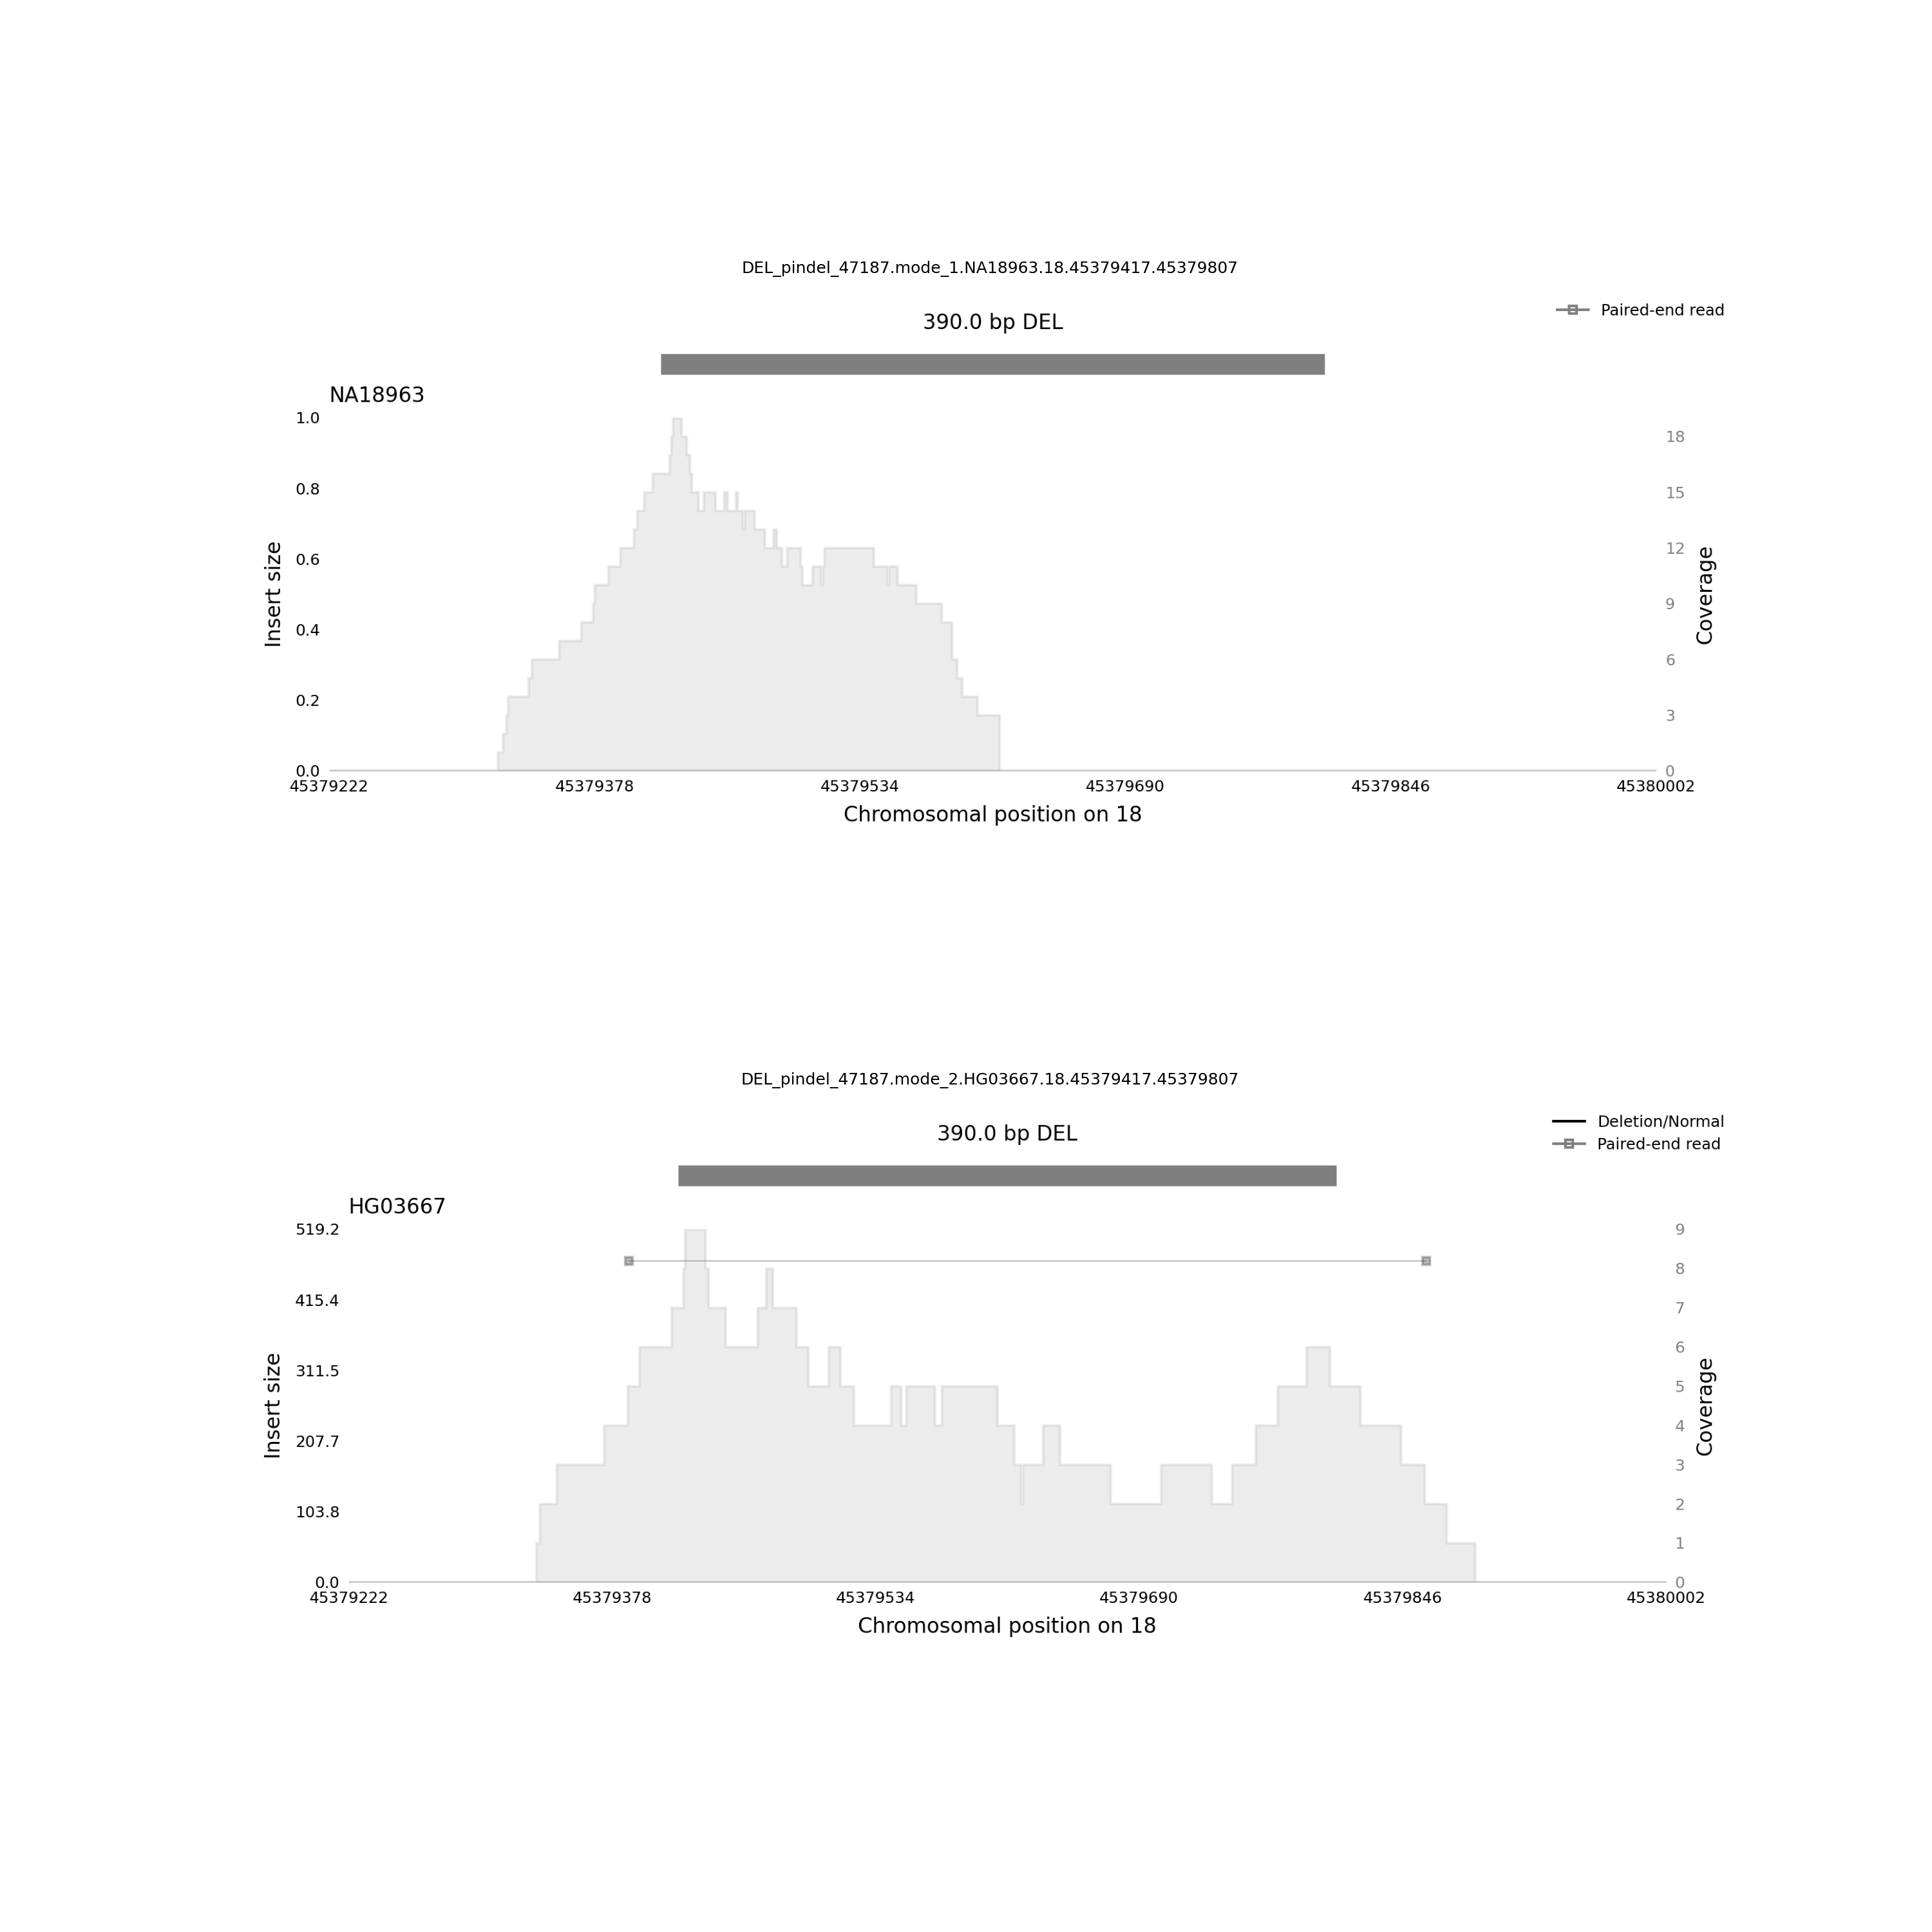 DEL_pindel_47187.mode_1.NA18963.18.45379417.45379807
Paired-end read
390.0 bp DEL
NA18963
1.0
0.8
0.6
0.4
0.2
0.0
Insert size
18
15
12
9
6
3
0
Coverage
45379222 45379378 45379534 45379690 45379846 45380002
Chromosomal position on 18
DEL_pindel_47187.mode_2.HG03667.18.45379417.45379807
Deletion/Normal
Paired-end read
390.0 bp DEL
HG03667
519.2
415.4
311.5
207.7
103.8
0.0
Insert size
9
8
7
6
5
4
3
2
1
0
Coverage
45379222 45379378 45379534 45379690 45379846 45380002
Chromosomal position on 18